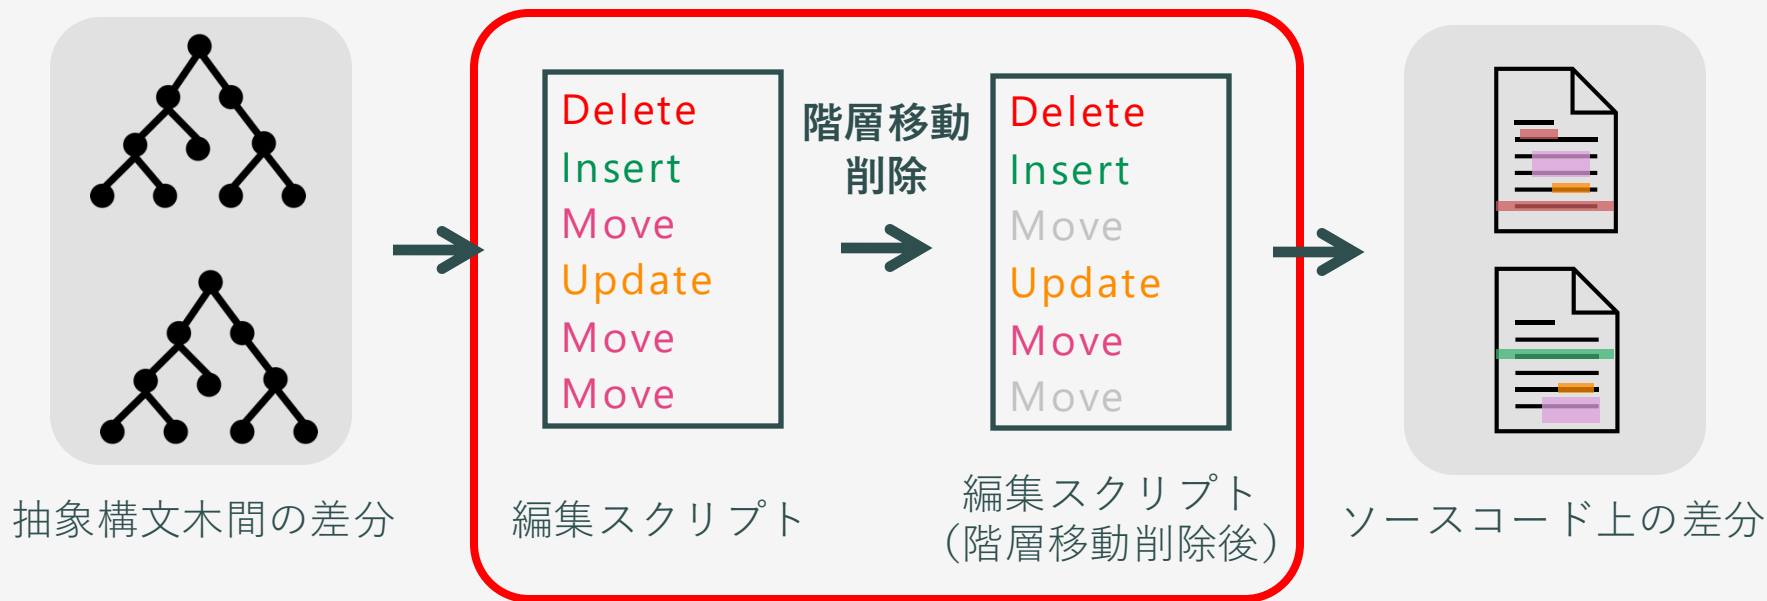 Delete
Insert
Move
Update
Move
Move
階層移動
削除
Delete
Insert
Move
Update
Move
Move
抽象構文木間の差分
編集スクリプト
編集スクリプト
（階層移動削除後）
ソースコード上の差分